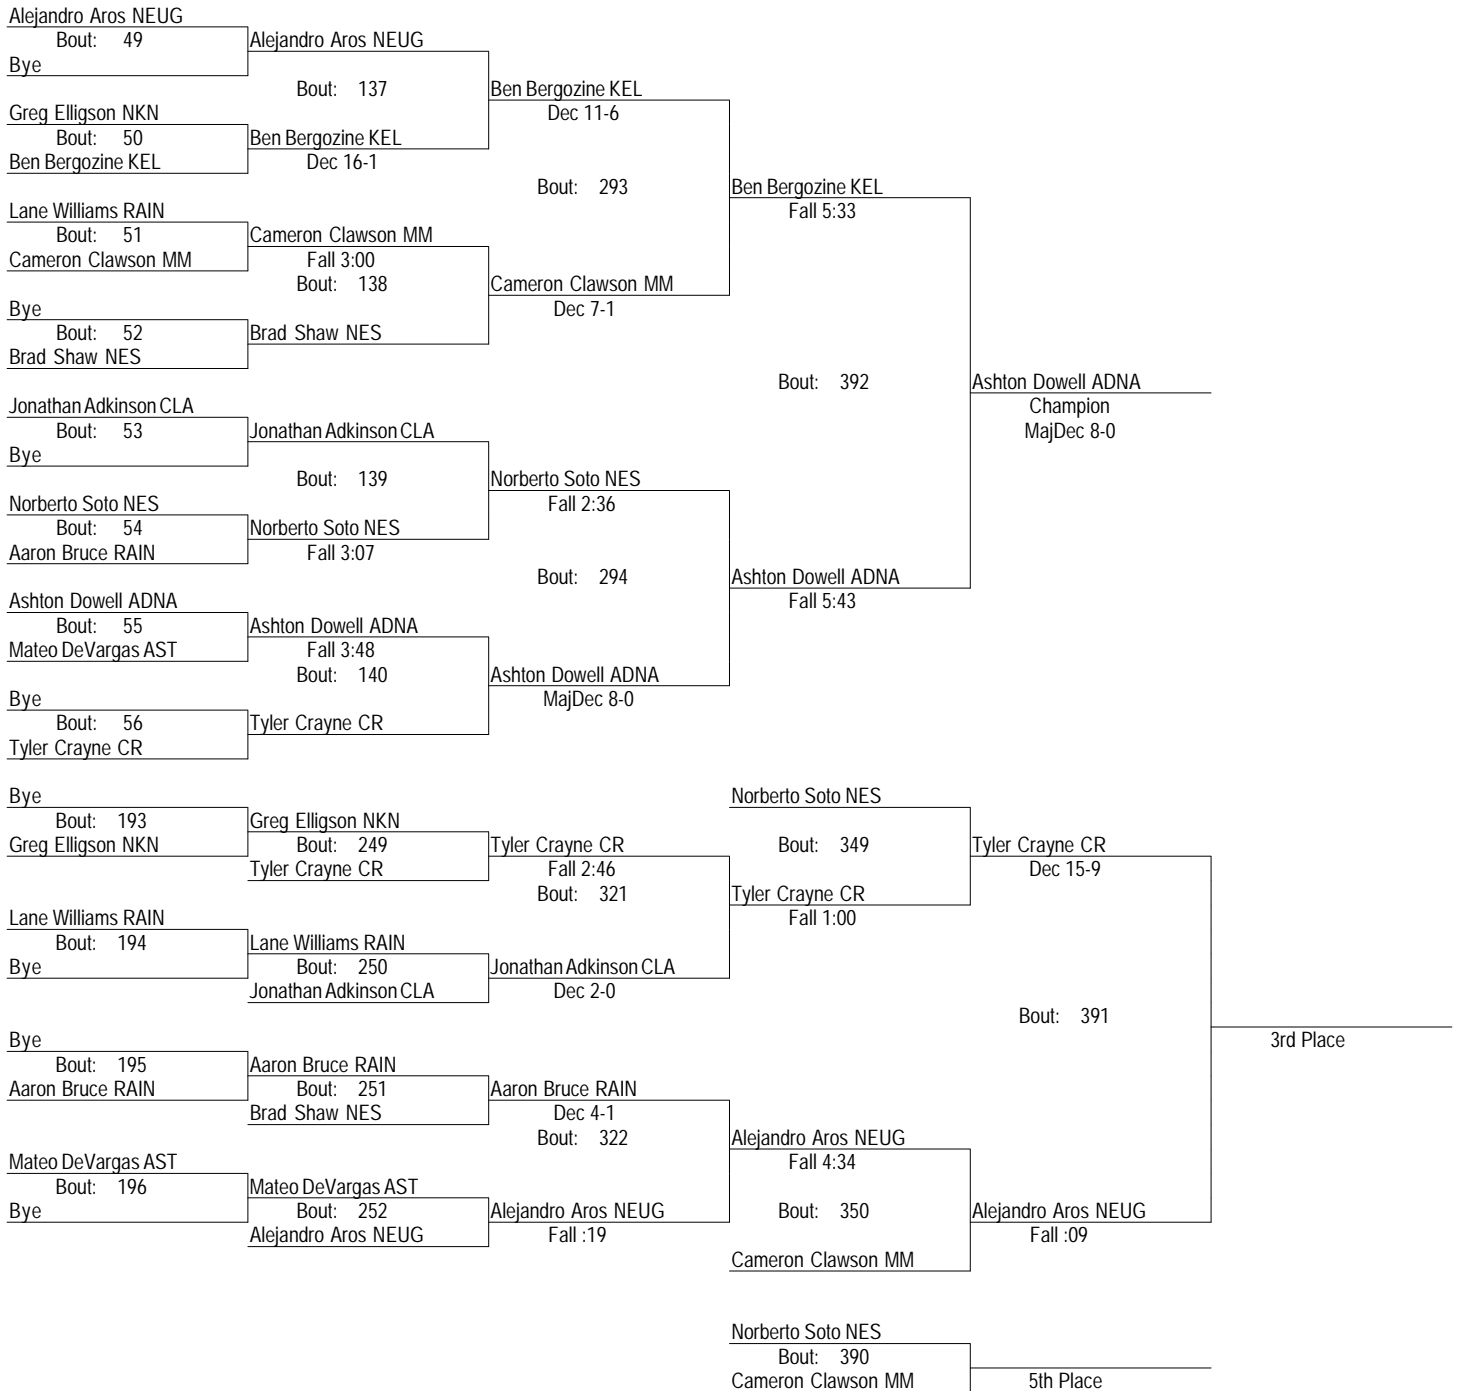 Alejandro Aros NEUG
Bout: 49
Alejandro Aros NEUG
Bye
Bout: 137
Ben Bergozine KEL
Dec 11-6
Greg Elligson NKN
Bout: 50
Ben Bergozine KEL
Ben Bergozine KEL
Dec 16-1
Bout: 293
Ben Bergozine KEL
Fall 5:33
Lane Williams RAIN
Bout: 51
Cameron Clawson MM
Cameron Clawson MM
Fall 3:00
Bout: 138
Cameron Clawson MM
Dec 7-1
Bye
Bout: 52
Brad Shaw NES
Brad Shaw NES
Bout: 392
Ashton Dowell ADNA
Champion
MajDec 8-0
Jonathan Adkinson CLA
Bout: 53
Jonathan Adkinson CLA
Bye
Bout: 139
Norberto Soto NES
Fall 2:36
Norberto Soto NES
Bout: 54
Norberto Soto NES
Aaron Bruce RAIN
Fall 3:07
Bout: 294
Ashton Dowell ADNA
Fall 5:43
Ashton Dowell ADNA
Bout: 55
Ashton Dowell ADNA
Mateo DeVargas AST
Fall 3:48
Bout: 140
Ashton Dowell ADNA
MajDec 8-0
Bye
Bout: 56
Tyler Crayne CR
Tyler Crayne CR
Bye
Bout: 193
Greg Elligson NKN
Greg Elligson NKN
Bout: 249
Tyler Crayne CR
Tyler Crayne CR
Fall 2:46
Bout: 321
Norberto Soto NES
Bout: 349
Tyler Crayne CR
Fall 1:00
Tyler Crayne CR
Dec 15-9
Lane Williams RAIN
Bout: 194
Bye
Lane Williams RAIN
Bout: 250
Jonathan Adkinson CLA
Jonathan Adkinson CLA
Dec 2-0
Bout: 391
3rd Place
Bye
Bout: 195
Aaron Bruce RAIN
Aaron Bruce RAIN
Bout: 251
Brad Shaw NES
Aaron Bruce RAIN
Dec 4-1
Bout: 322
Alejandro Aros NEUG
Fall 4:34
Mateo DeVargas AST
Bout: 196
Bye
Mateo DeVargas AST
Bout: 252
Alejandro Aros NEUG
Alejandro Aros NEUG
Fall :19
Bout: 350
Cameron Clawson MM
Alejandro Aros NEUG
Fall :09
Norberto Soto NES
Bout: 390
Cameron Clawson MM
5th Place